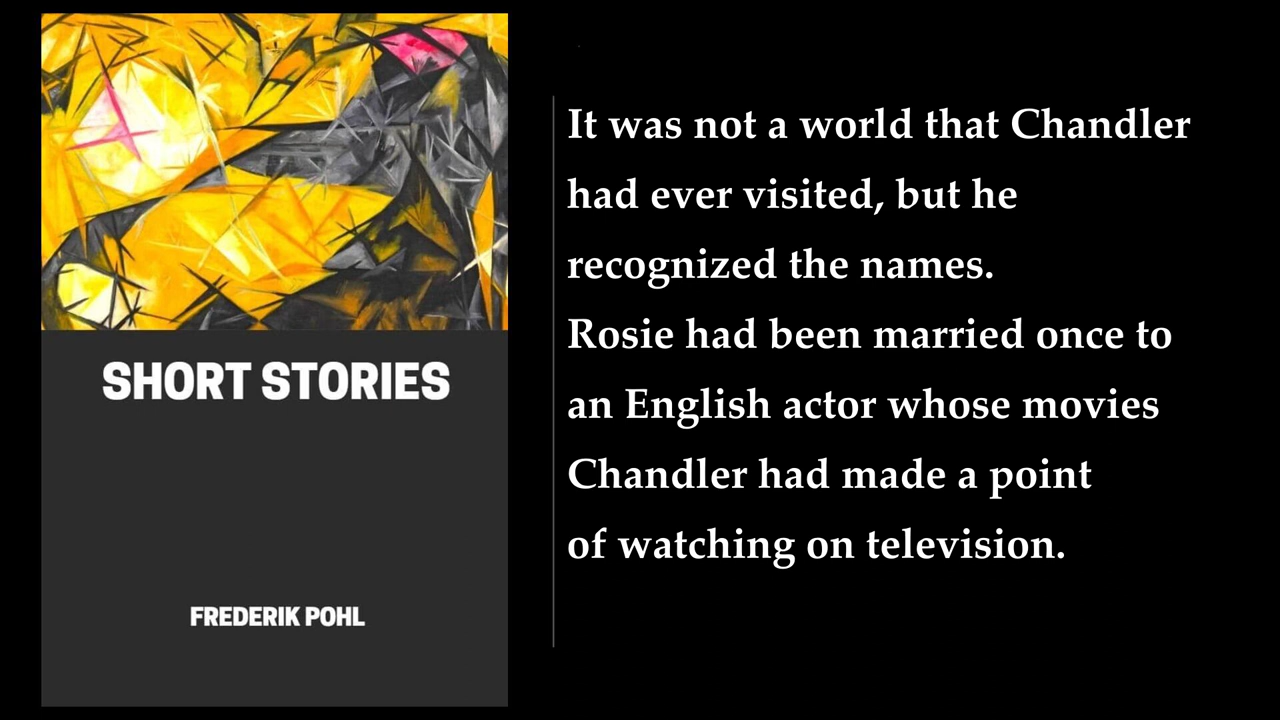 SHORT STORIES
FREDERIK POHL
It was not a world that Chandler
had ever visited, but he
recognized the names.
Rosie had been married once to
an English actor whose movies
Chandler had made a point
of watching on television.